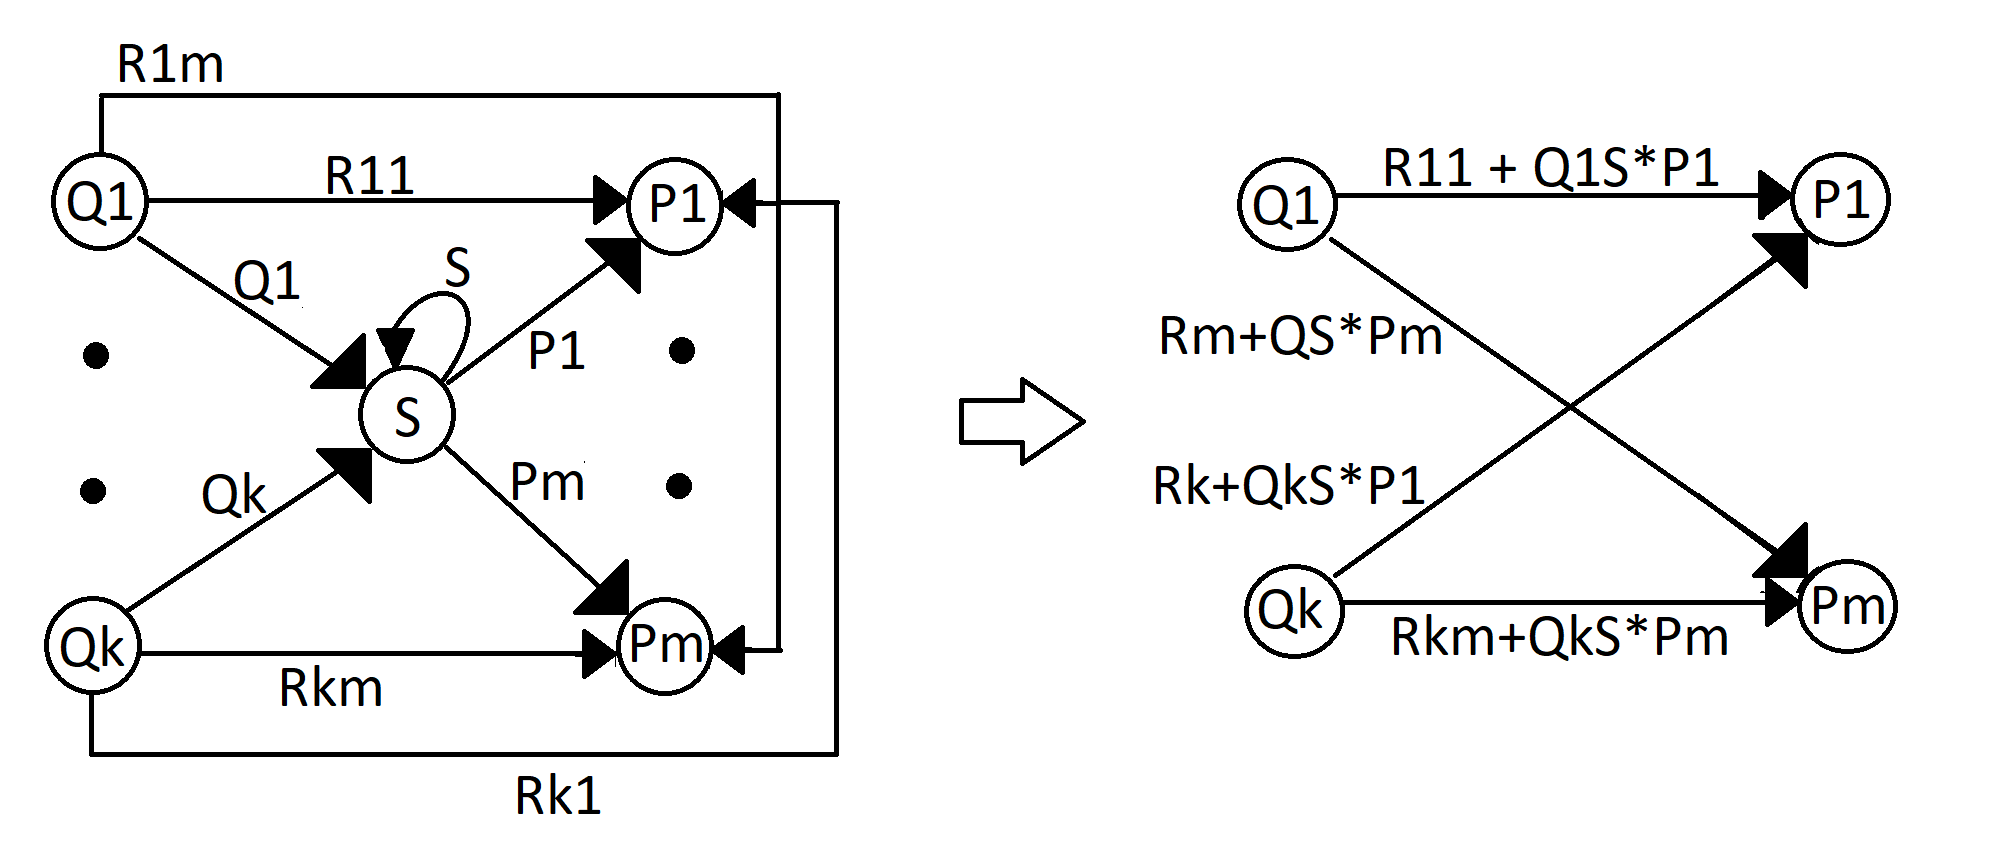 R1m
Q1
R11
P1
Q1
S
P1
S
Qk
Pm
Qk
Rkm
Pm
Rk1
Q1
R11 + Q1S*P1
P1
Rm+QS*Pm
Rk+QkS*P1
Qk
Rkm+QkS*Pm
Pm